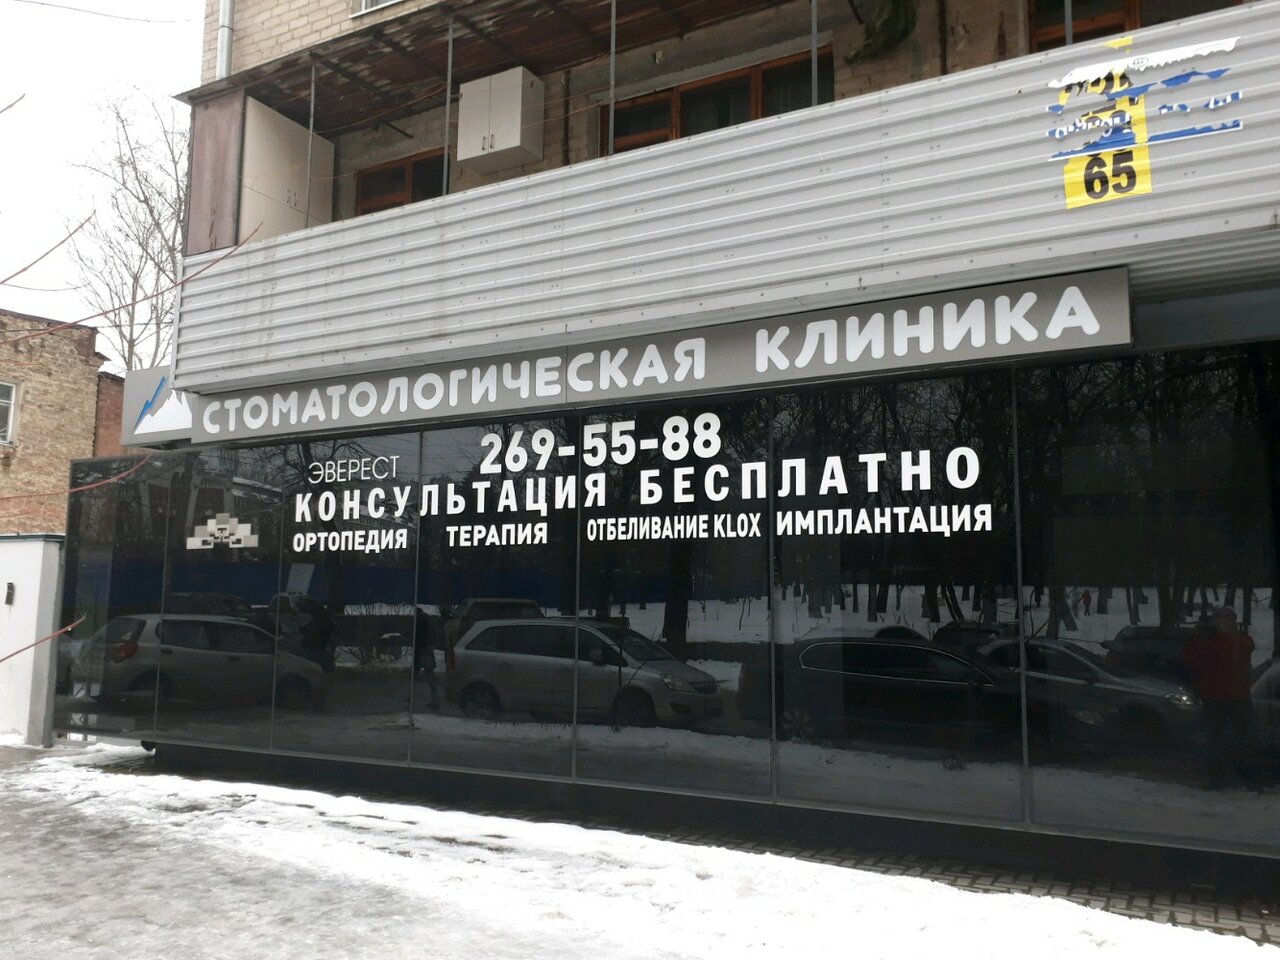 65
СТОМАТОЛОГИЧЕСКАЯ КЛИНИКА
269-55-88
ЭВЕРЕСТ
КОНСУЛЬТАЦИЯ БЕСПЛАТНО
ОРТОПЕДИЯ ТЕРАПИЯ ОТБЕЛИВАНИЕ KLOX ИМПЛАНТАЦИЯ